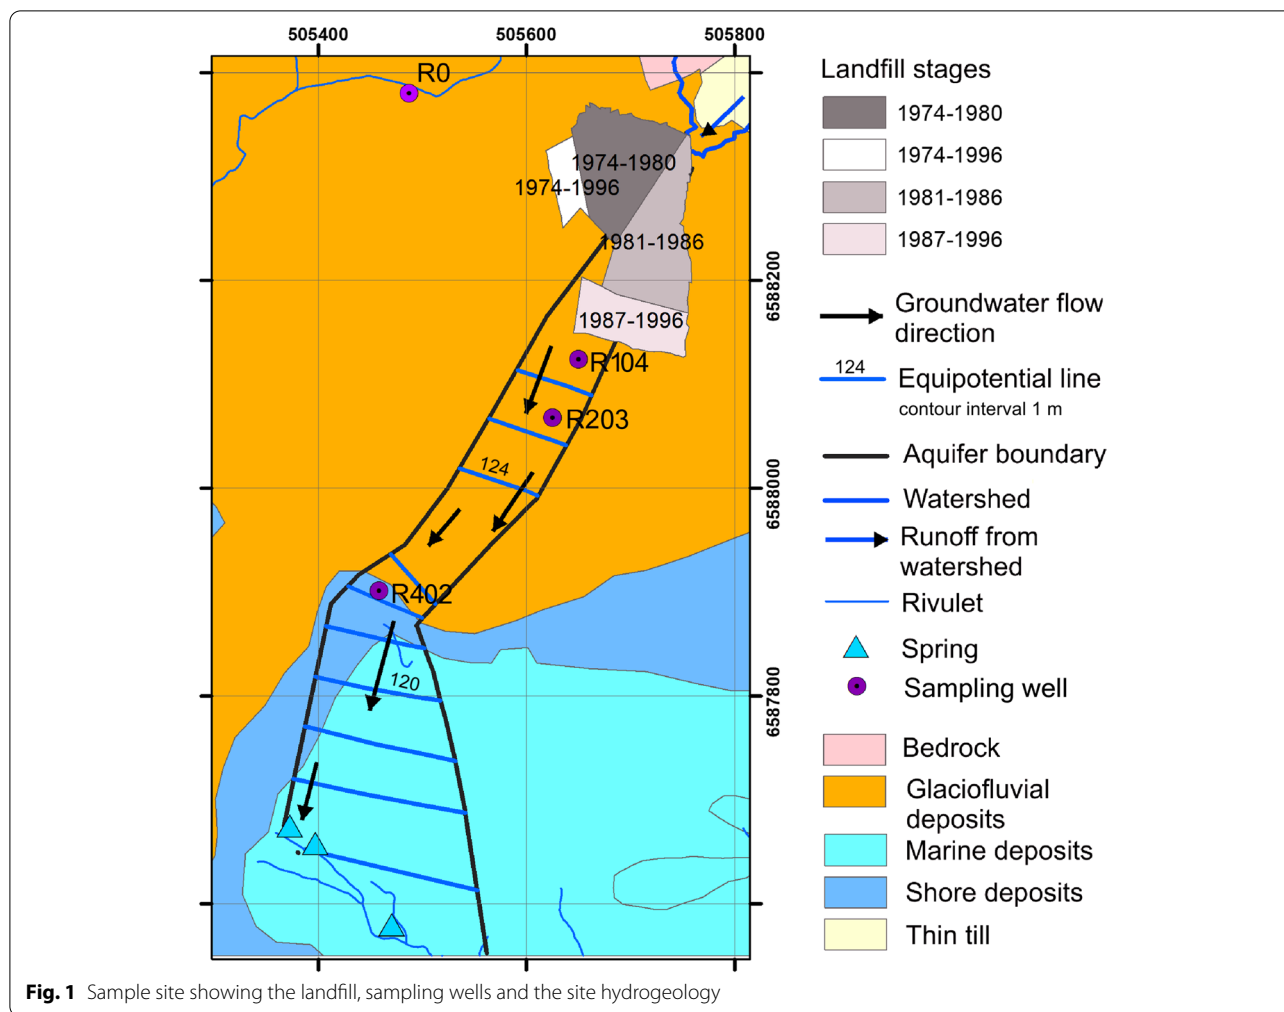 505400 505600 505800
R0
1974-1980
1974-1996
1981-1986
1987-1996
R104
R203
124
R402
120
6588200
6588000
6587800
Landfill stages
1974-1980
1974-1996
1981-1986
1987-1996
Groundwater flow
direction
124
Equipotential line
contour interval 1 m
Aquifer boundary
Watershed
Runoff from
watershed
Rivulet
Spring
Sampling well
Bedrock
Glaciofluvial
deposits
Marine deposits
Shore deposits
Thin till
Fig. 1 Sample site showing the landfill, sampling wells and the site hydrogeology